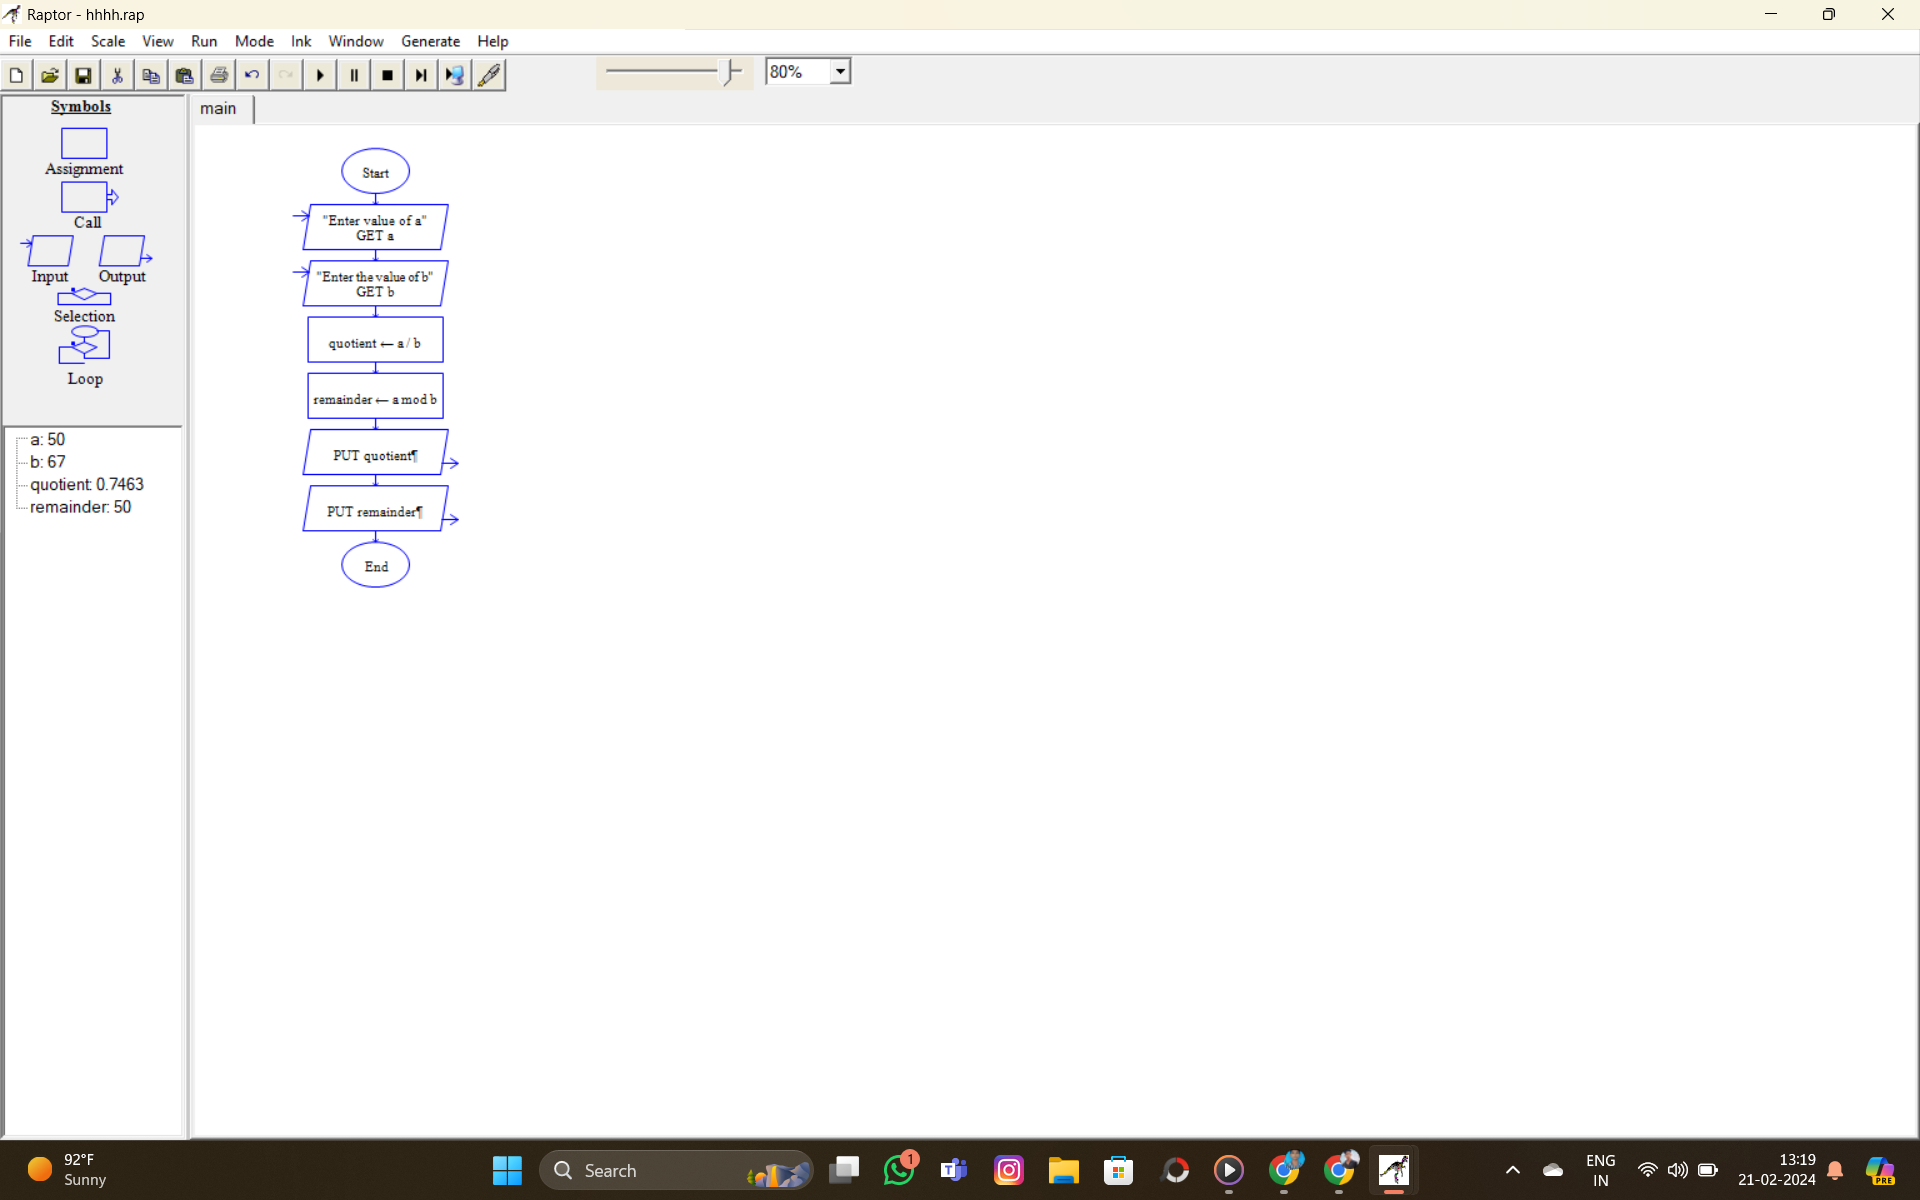 Raptor - hhhh.rap
File Edit Scale View Run Mode Ink Window Generate Help
80%
Symbols
Assignment
Call
Input Output
Selection
Loop
a: 50
b: 67
quotient: 0.7463
remainder: 50
main
Start
"Enter value of a"
GET a
"Enter the value of b"
GET b
quotient ← a / b
remainder ← a mod b
PUT quotient¶
PUT remainder¶
End
92°F
Sunny
Search
1
ENG
IN
13:19
21-02-2024
PRE